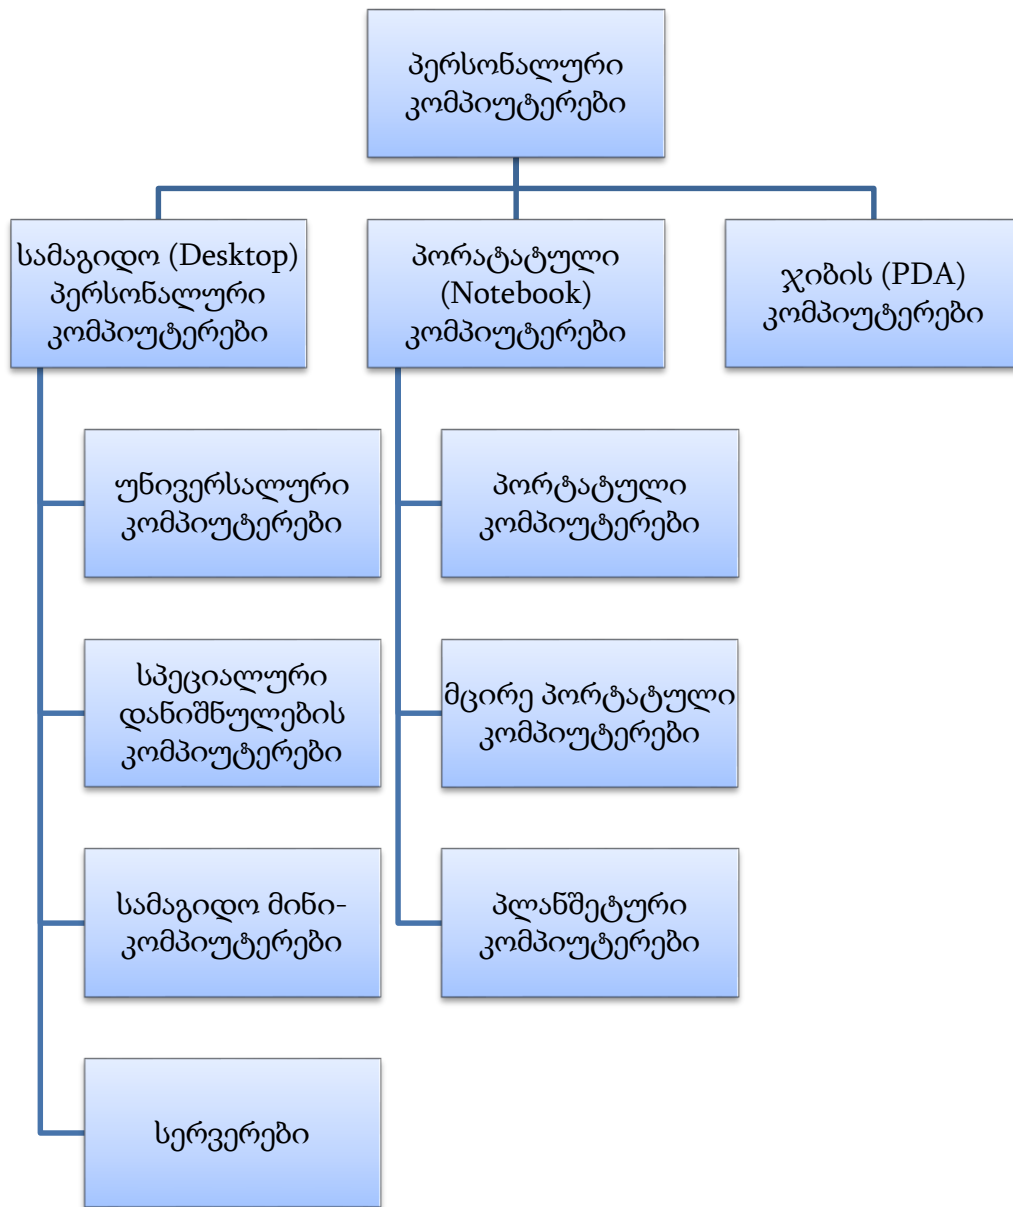 პერსონალური
კომპიუტერები
სამაგიდო (Desktop)
პერსონალური
კომპიუტერები
პორატატული
(Notebook)
კომპიუტერები
ჯიბის (PDA)
კომპიუტერები
უნივერსალური
კომპიუტერები
პორტატული
კომპიუტერები
სპეციალური
დანიშნულების
კომპიუტერები
მცირე პორტატული
კომპიუტერები
სამაგიდო მინი-
კომპიუტერები
პლანშეტური
კომპიუტერები
სერვერები